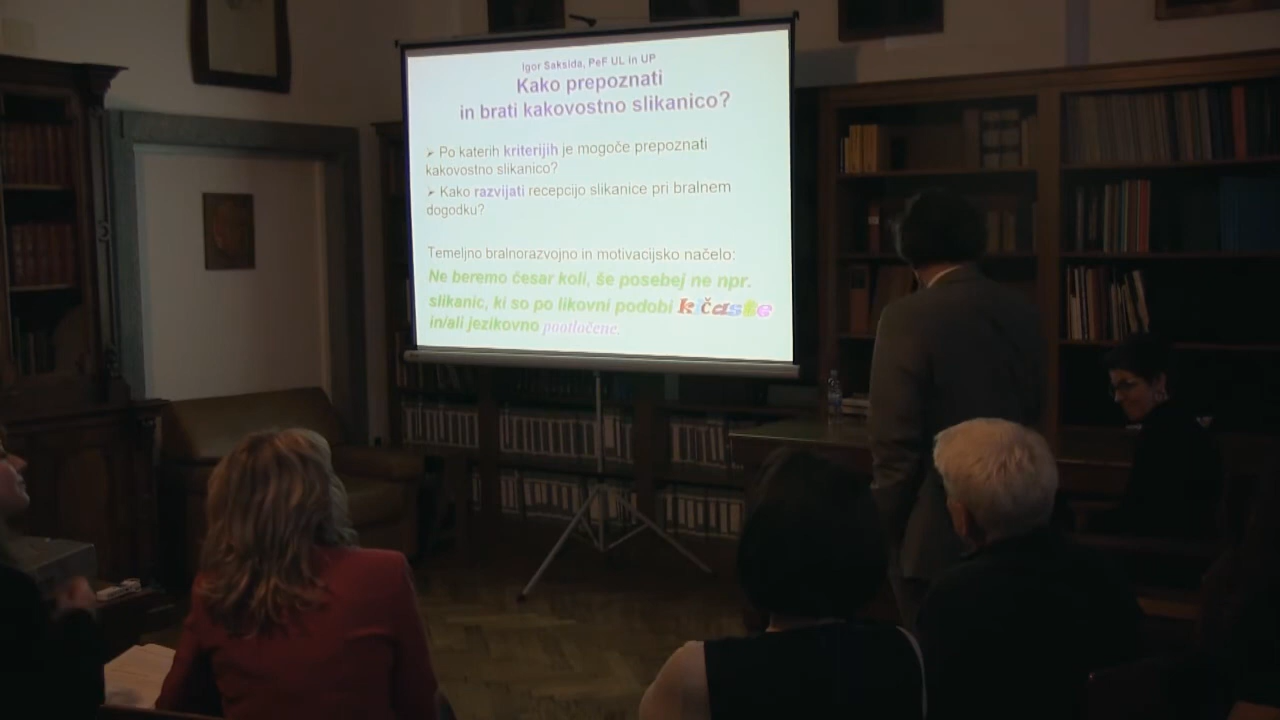 Igor Saksida, PeF UL in UP
Kako prepoznati
in brati kakovostno slikanico?
➢ Po katerih kriterijih je mogoče prepoznati
kakovostno slikanico?
➢ Kako razvijati recepcijo slikanice pri bralnem
dogodku?
Temeljno bralnorazvojno in motivacijsko načelo:
Ne beremo česar koli, še posebej ne npr.
slikanic, ki so po likovni podobi kičaste
in/ali jezikovno pootločene.